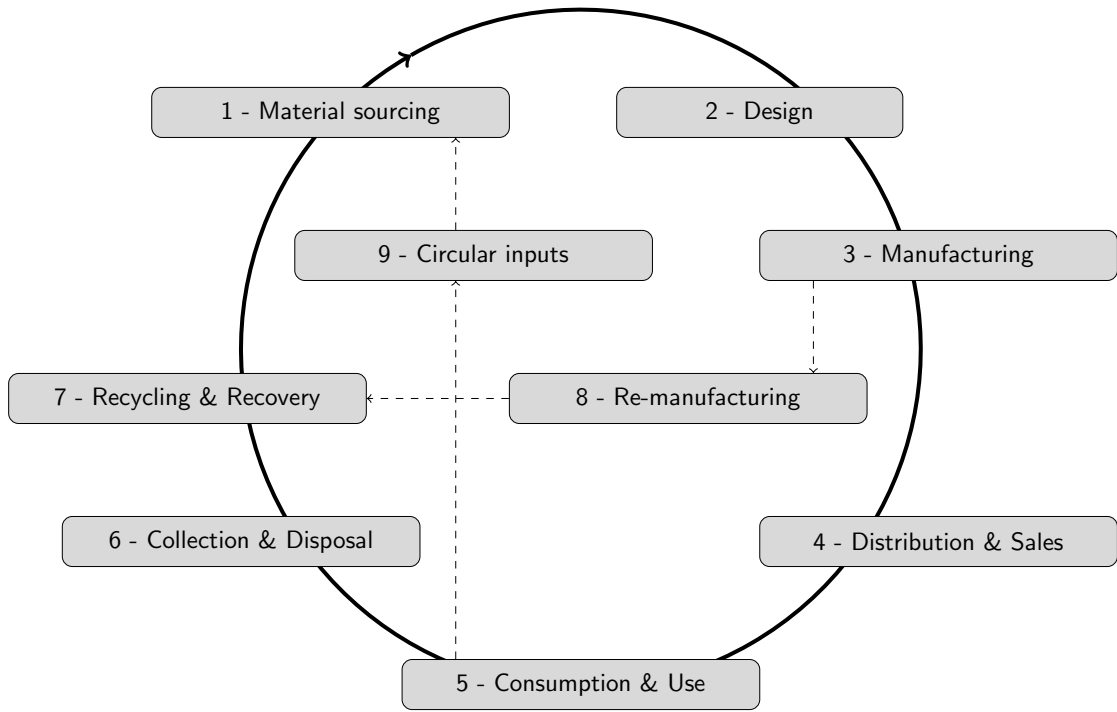 1 - Material sourcing
2 - Design
9 - Circular inputs
3 - Manufacturing
7 - Recycling & Recovery
8 - Re-manufacturing
6 - Collection & Disposal
4 - Distribution & Sales
5 - Consumption & Use